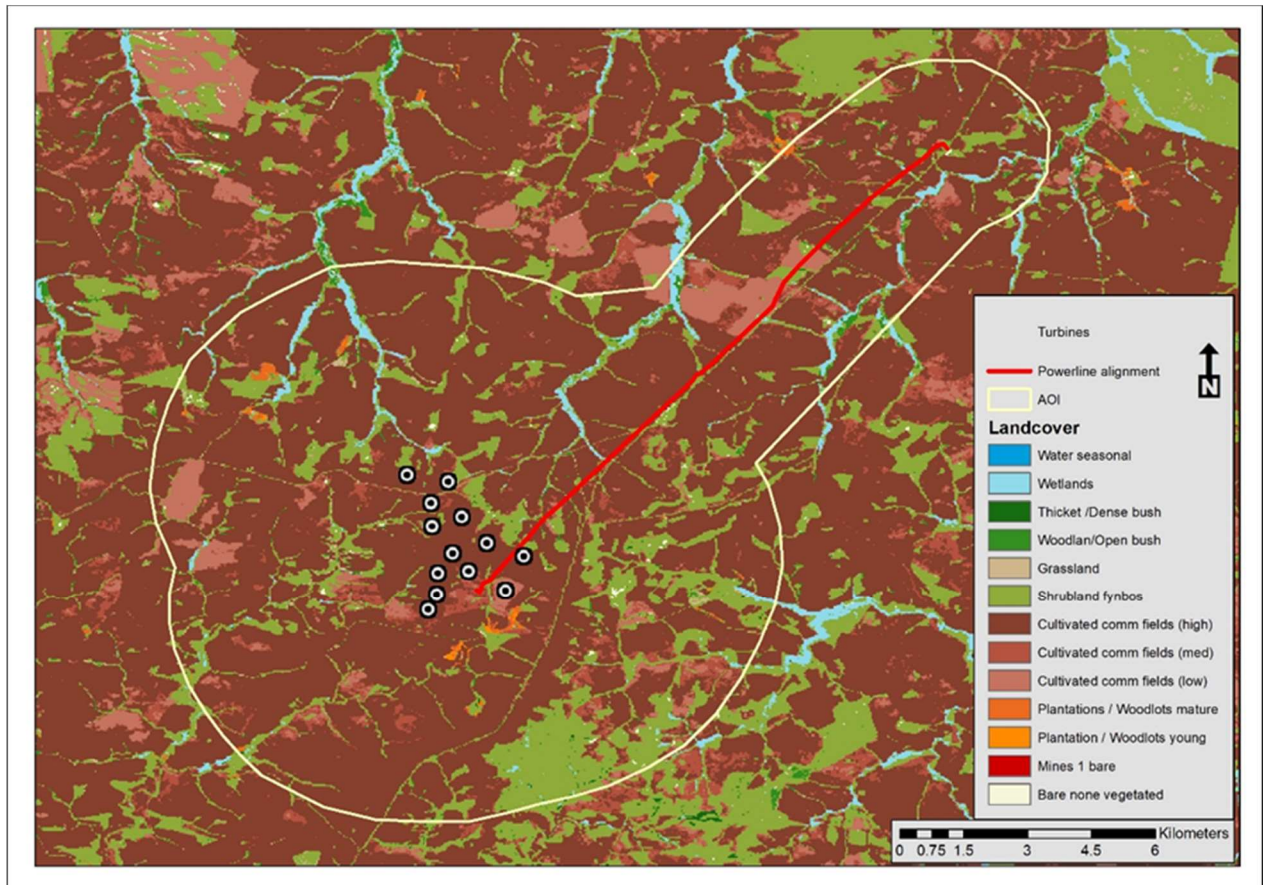 Turbines
Powerline alignment
N
AOI
Landcover
Water seasonal
Wetlands
Thicket /Dense bush
Woodlan/Open bush
Grassland
Shrubland fynbos
Cultivated comm fields (high)
Cultivated comm fields (med)
Cultivated comm fields (low)
Plantations / Woodlots mature
Plantation / Woodlots young
Mines 1 bare
Bare none vegetated
Kilometers
0 0.75 1.5 3 4.5 6